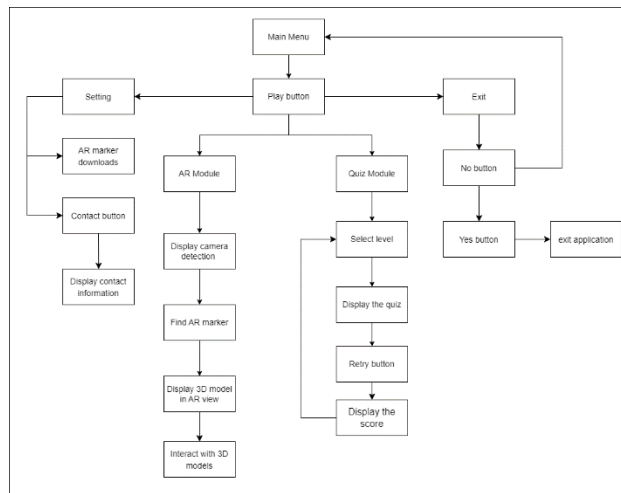 Main Menu
Setting
Play button
Exit
AR marker
downloads
AR Module
Quiz Module
No button
Contact button
Display camera
detection
Select level
Yes button
exit application
Display contact
information
Find AR marker
Display the quiz
Retry button
Display 3D model
in AR view
Display the
score
Interact with 3D
models